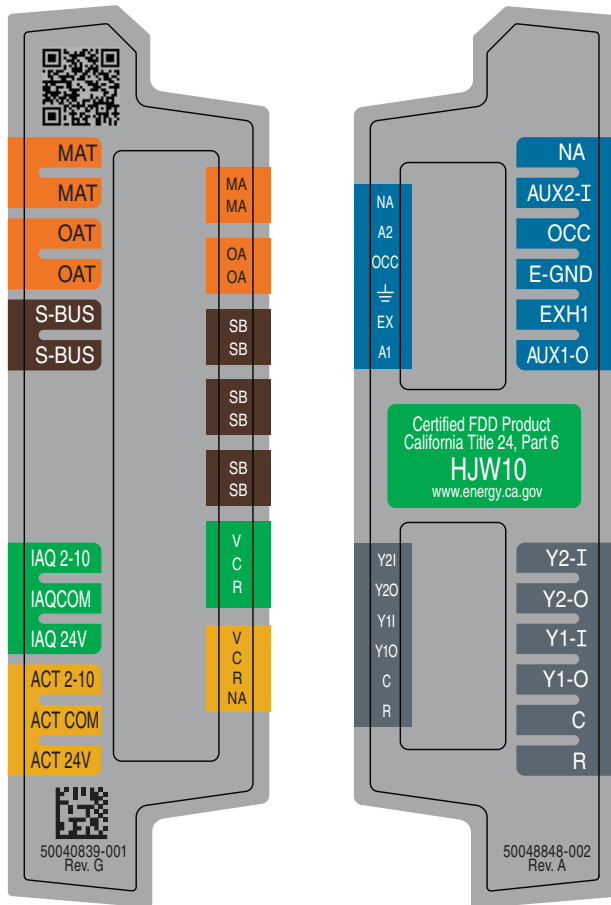 MAT
MAT
OAT
OAT
S-BUS
S-BUS
IAQ 2-10
IAQCOM
IAQ 24V
ACT 2-10
ACT COM
ACT 24V
50040839-001
Rev. G
MA
MA
OA
OA
SB
SB
SB
SB
SB
SB
V
C
R
V
C
R
NA
NA
A2
OCC
EX
A1
NA
AUX2-I
OCC
E-GND
EXH1
AUX1-O
Certified FDD Product
California Title 24, Part 6
HJW10
www.energy.ca.gov
Y2I
Y2O
Y1I
Y1O
C
R
Y2-I
Y2-O
Y1-I
Y1-O
C
R
50048848-002
Rev. A